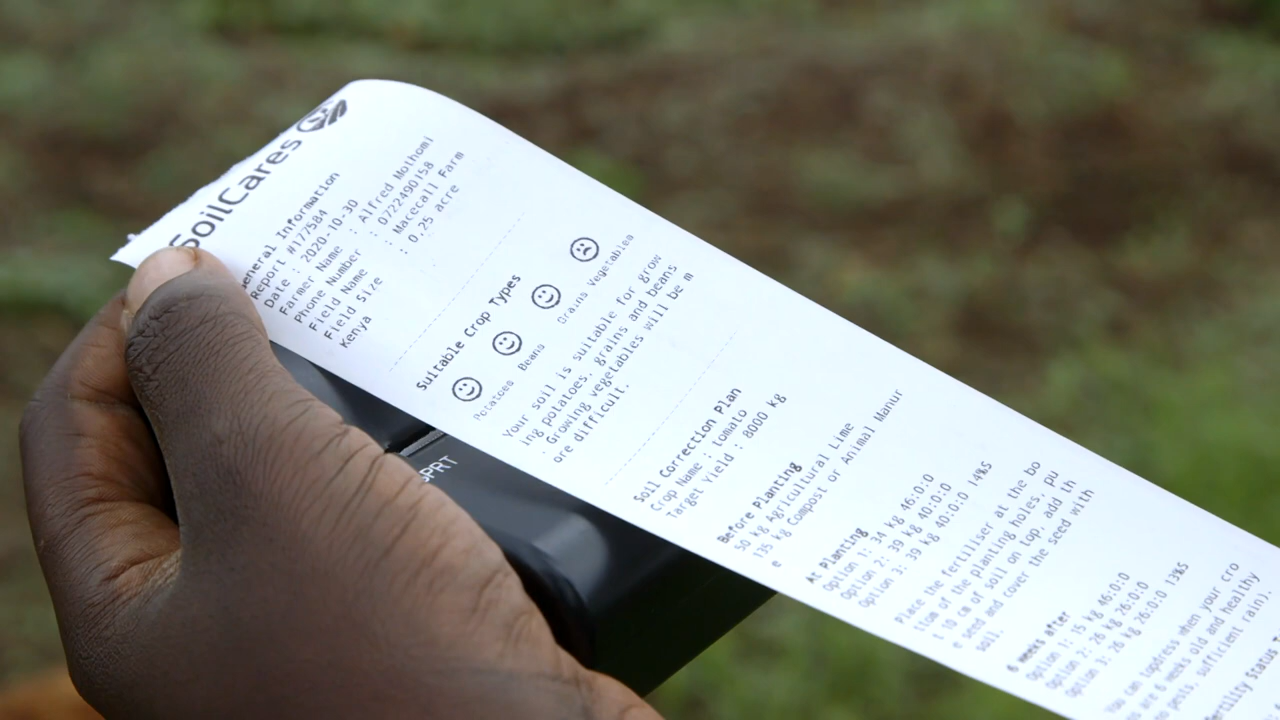 SoilCares
General Information
Report #177584
Date : 2020-10-30
Farmer Name : Alfred Mothomi
Phone Number : 0722490158
Field Name : Macecall Farm
Field Size : 0,25 acre
Kenya
Suitable Crop Types
Potatoes Beans Grains Vegetables
Your soil is suitable for grow
ing potatoes, grains and beans
. Growing vegetables will be m
ore difficult.
Soil Correction Plan
Crop Name : tomato
Target Yield : 8000 kg
Before Planting
50 kg Agricultural Lime
135 kg Compost or Animal Manur
e
At Planting
Option 1: 34 kg 46:0:0
Option 2: 39 kg 40:0:0
Option 3: 39 kg 40:0:0 14%S
Place the fertiliser at the bo
ttom of the planting holes, pu
t 10 cm of soil on top, add th
e seed and cover the seed with
soil.
6 weeks after
Option 1: 15 kg 46:0:0
Option 2: 26 kg 26:0:0
Option 3: 26 kg 26:0:0 13%S
You can topdress when your cro
ps are 6 weeks old and healthy
no pests, sufficient rain).
Fertility Status
SPRT